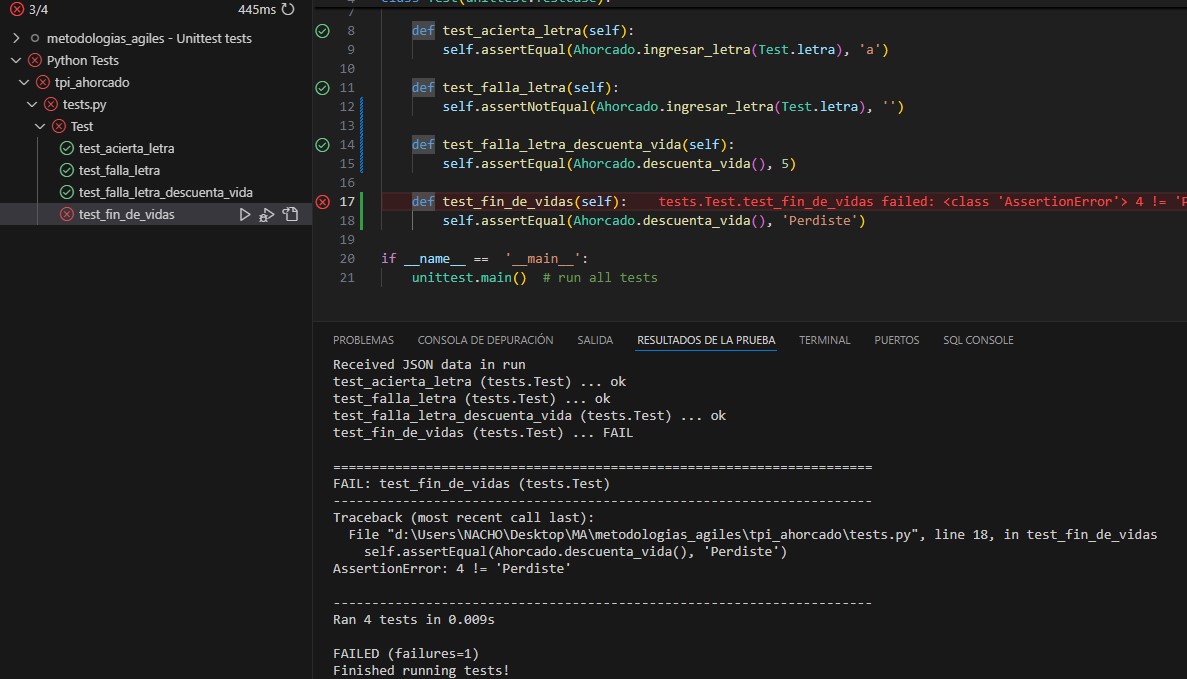 3/4
445ms
metodologias_agiles - Unittest tests
Python Tests
tpi_ahorcado
tests.py
Test
test_acierta_letra
test_falla_letra
test_falla_letra_descuenta_vida
test_fin_de_vidas
7
8 def test_acierta_letra(self):
9 self.assertEqual(Ahorcado.ingresar_letra(Test.letra), 'a')
10
11 def test_falla_letra(self):
12 self.assertNotEqual(Ahorcado.ingresar_letra(Test.letra), '')
13
14 def test_falla_letra_descuenta_vida(self):
15 self.assertEqual(Ahorcado.descuenta_vida(), 5)
16
17 def test_fin_de_vidas(self): tests.Test.test_fin_de_vidas failed: <class 'AssertionError'> 4 != 'P
18 self.assertEqual(Ahorcado.descuenta_vida(), 'Perdiste')
19
20 if __name__ == '__main__':
21 unittest.main() # run all tests
PROBLEMAS CONSOLA DE DEPURACIÓN SALIDA RESULTADOS DE LA PRUEBA TERMINAL PUERTOS SQL CONSOLE
Received JSON data in run
test_acierta_letra (tests.Test) ... ok
test_falla_letra (tests.Test) ... ok
test_falla_letra_descuenta_vida (tests.Test) ... ok
test_fin_de_vidas (tests.Test) ... FAIL
======================================================================
FAIL: test_fin_de_vidas (tests.Test)
----------------------------------------------------------------------
Traceback (most recent call last):
File "d:\Users\NACHO\Desktop\MA\metodologias_agiles\tpi_ahorcado\tests.py", line 18, in test_fin_de_vidas
self.assertEqual(Ahorcado.descuenta_vida(), 'Perdiste')
AssertionError: 4 != 'Perdiste'
----------------------------------------------------------------------
Ran 4 tests in 0.009s
FAILED (failures=1)
Finished running tests!